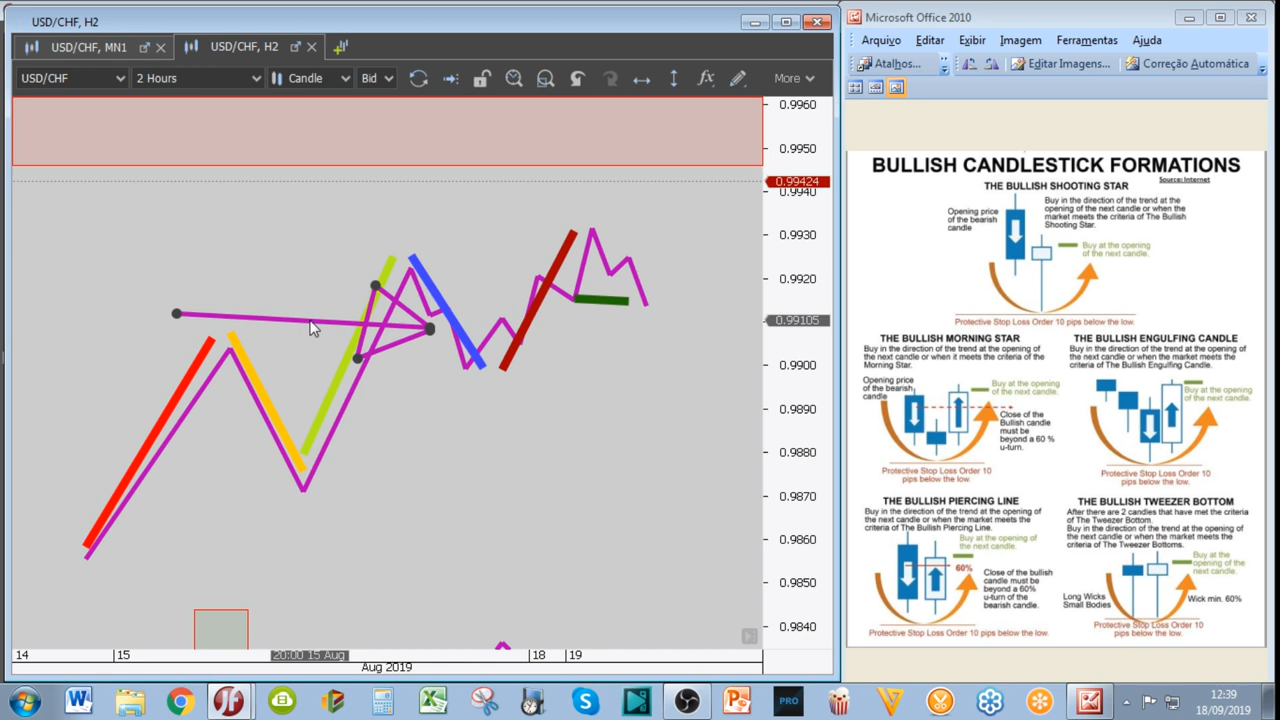 USD/CHF, H2
USD/CHF, MN1
USD/CHF, H2
USD/CHF
2 Hours
Candle
Bid
More
0.9960
0.9950
0.99424
0.9940
0.9930
0.9920
0.99105
0.9900
0.9890
0.9880
0.9870
0.9860
0.9850
0.9840
14
15
20:00 15 Aug
18
19
Aug 2019
Microsoft Office 2010
Arquivo Editar Exibir Imagem Ferramentas Ajuda
Atalhos...
Editar Imagens...
Correção Automática
BULLISH CANDLESTICK FORMATIONS
Source: Internet
THE BULLISH SHOOTING STAR
Opening price
of the bearish
candle
Buy in the direction of the trend at the
opening of the next candle or when the
market meets the criteria of The Bullish
Shooting Star.
Buy at the opening
of the next candle.
Protective Stop Loss Order 10 pips below the low.
THE BULLISH MORNING STAR
Buy in the direction of the trend at the opening of
the next candle or when it meets the criteria of the
Morning Star.
Opening price
of the bearish
candle
Buy at the opening
of the next candle.
Close of the
Bullish candle
must be
beyond a 60 %
u-turn.
Protective Stop Loss Order 10
pips below the low.
THE BULLISH ENGULFING CANDLE
Buy in the direction of the trend at the opening of
the next candle or when the market meets the
criteria of The Bullish Engulfing Candle.
Buy at the opening
of the next candle.
Protective Stop Loss Order 10
pips below the low.
THE BULLISH PIERCING LINE
Buy in the direction of the trend at the opening of
the next candle or when the market meets the
criteria of The Bullish Piercing Line.
Buy at the opening of
the next candle.
60%
Close of the bullish
candle must be
beyond a 60%
u-turn of the
bearish candle.
Protective Stop Loss Order 10 pips below the low.
THE BULLISH TWEEZER BOTTOM
After there are 2 candles that have met the criteria
of The Tweezer Bottom.
Buy in the direction of the trend at the opening of
the next candle or when the market meets the
criteria of The Bullish Tweezer Bottoms.
Buy at the
opening of the
next candle.
Long Wicks
Small Bodies
Wick min. 60%
Protective Stop Loss Order 10
pips below the low.
PRO
12:39
18/09/2019